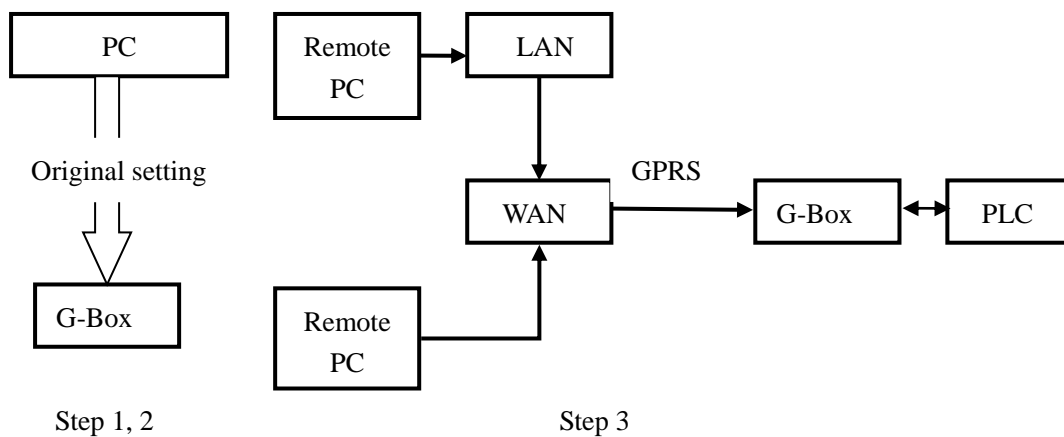 PC
Original setting
G-Box
Step 1, 2
Remote
PC
LAN
WAN
GPRS
G-Box
PLC
Remote
PC
Step 3